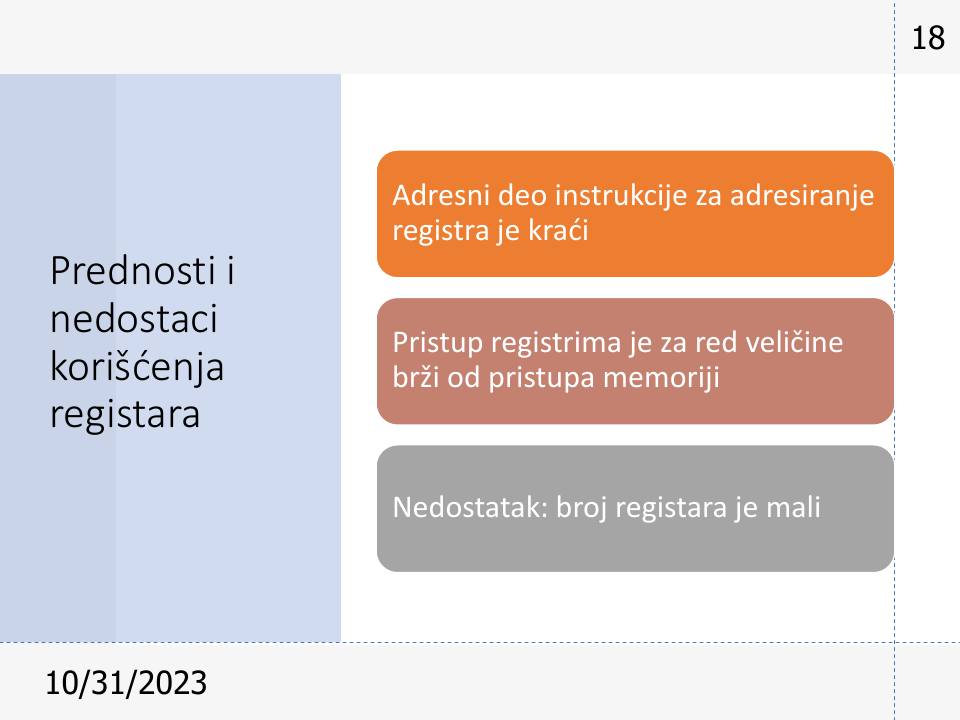 18
Prednosti i
nedostaci
korišćenja
registara
Adresni deo instrukcije za adresiranje
registra je kraći
Pristup registrima je za red veličine
brži od pristupa memoriji
Nedostatak: broj registara je mali
10/31/2023